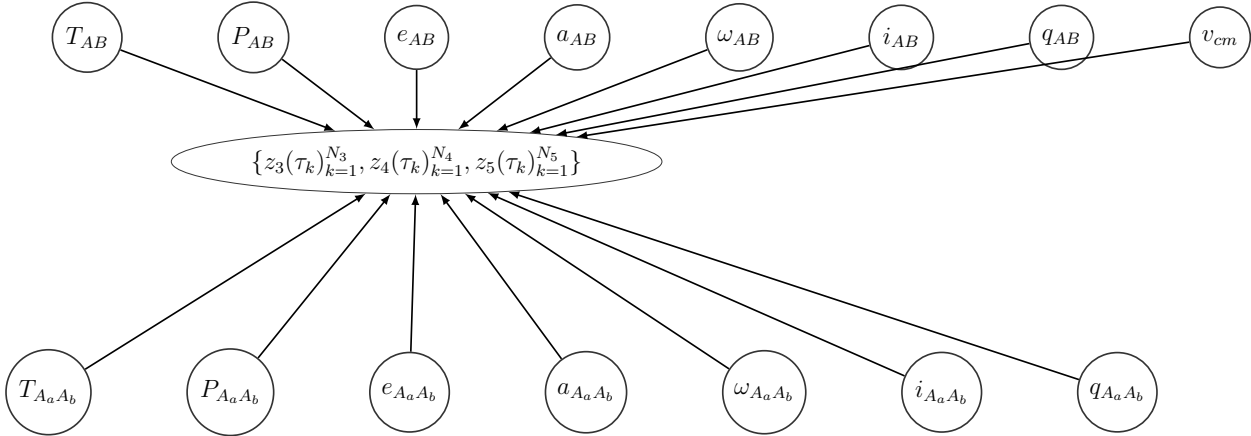 T_{AB} P_{AB} e_{AB} a_{AB} ω_{AB} i_{AB} q_{AB} v_{cm}
{z_3(τ_k)_{k=1}^{N_3}, z_4(τ_k)_{k=1}^{N_4}, z_5(τ_k)_{k=1}^{N_5}}
T_{A_aA_b} P_{A_aA_b} e_{A_aA_b} a_{A_aA_b} ω_{A_aA_b} i_{A_aA_b} q_{A_aA_b}